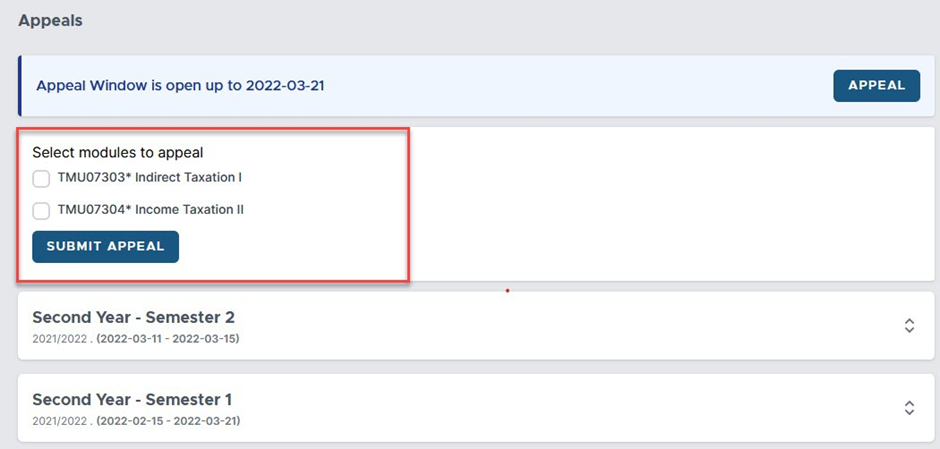 Appeals
Appeal Window is open up to 2022-03-21
APPEAL
Select modules to appeal
TMU07303* Indirect Taxation I
TMU07304* Income Taxation II
SUBMIT APPEAL
Second Year - Semester 2
2021/2022 . (2022-03-11 - 2022-03-15)
Second Year - Semester 1
2021/2022 . (2022-02-15 - 2022-03-21)